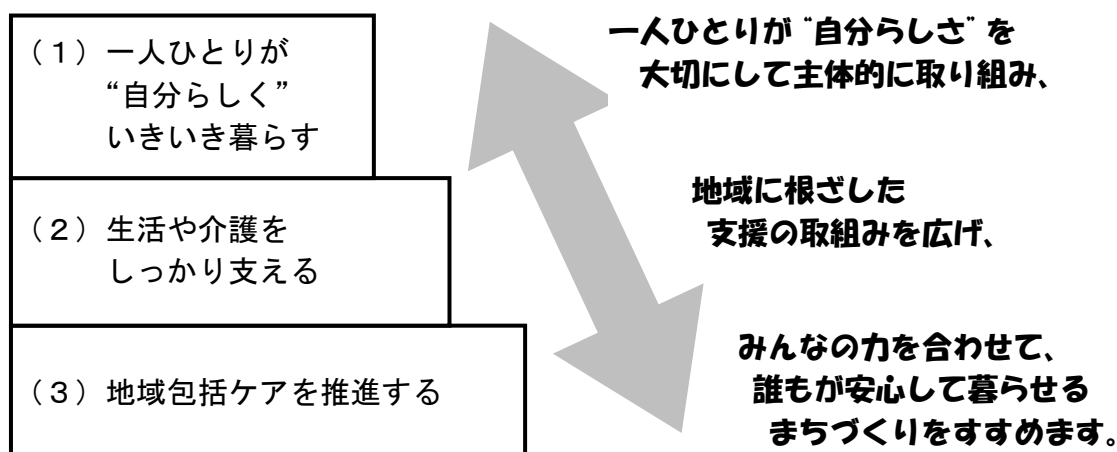 （１）一人ひとりが
“自分らしく”
いきいき暮らす
（２）生活や介護を
しっかり支える
（３）地域包括ケアを推進する
一人ひとりが“自分らしさ”を
大切にして主体的に取り組み、
地域に根ざした
支援の取組みを広げ、
みんなの力を合わせて、
誰もが安心して暮らせる
まちづくりをすすめます。